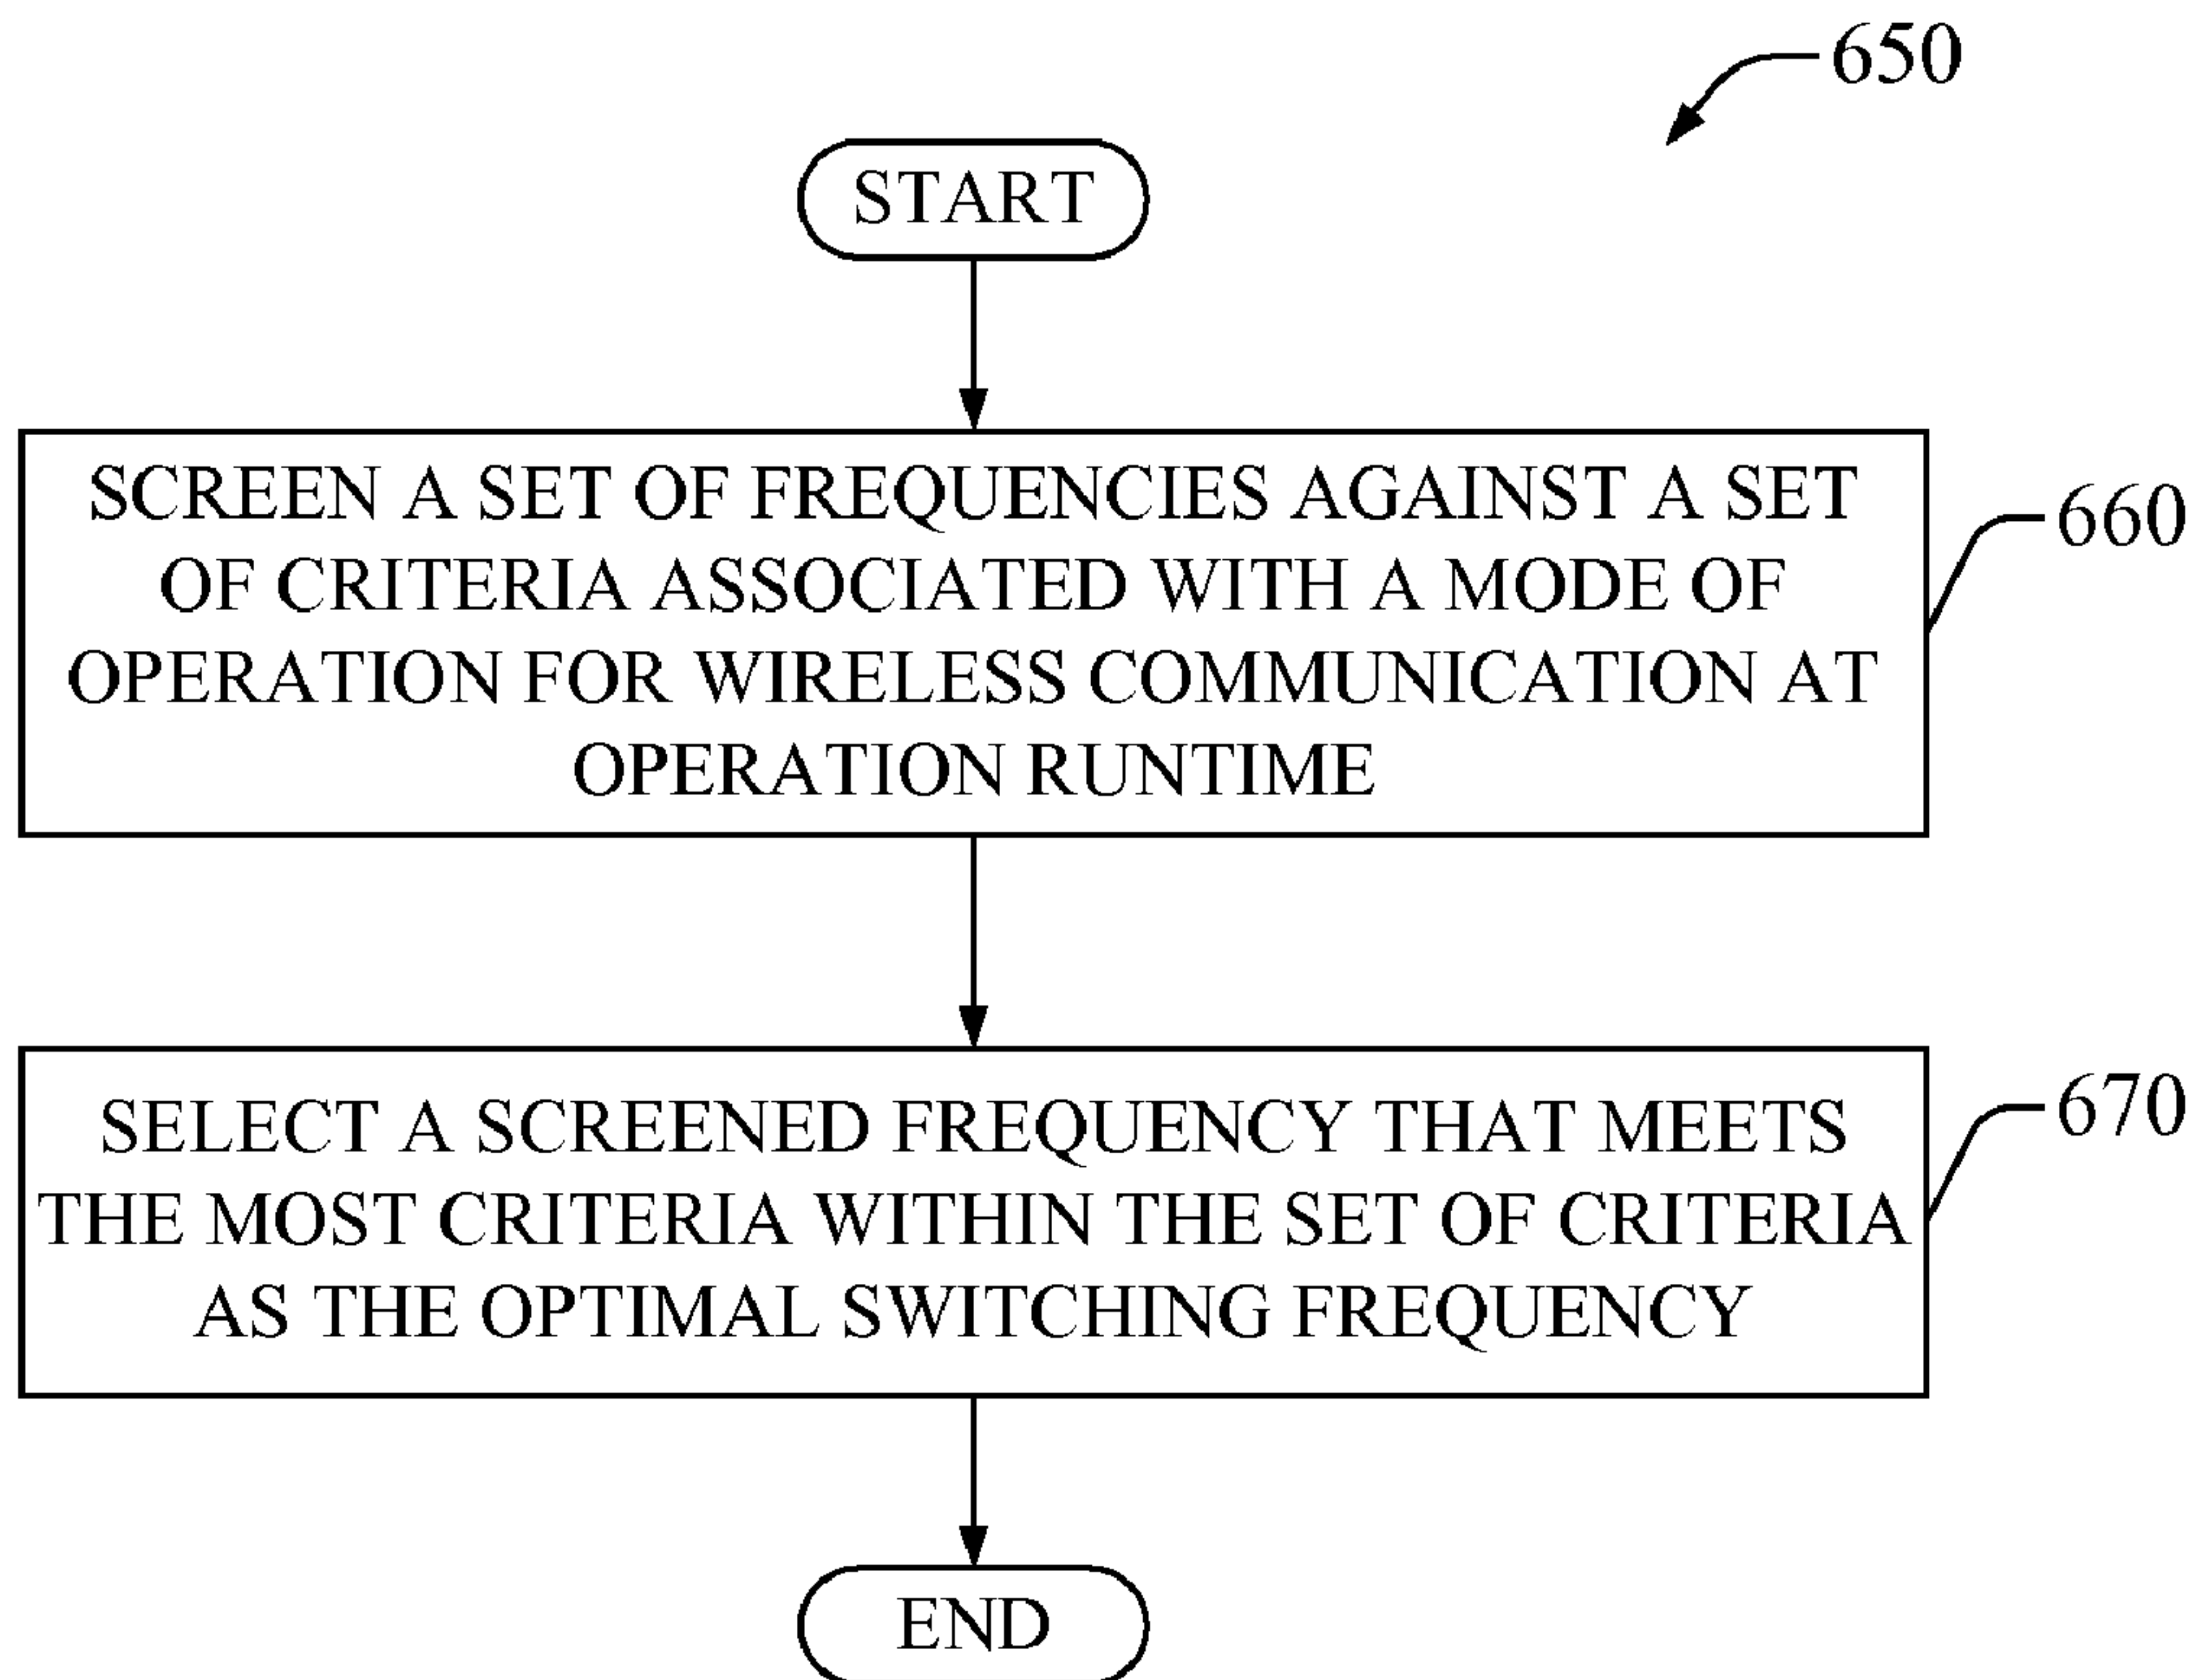 650
START
SCREEN A SET OF FREQUENCIES AGAINST A SET
OF CRITERIA ASSOCIATED WITH A MODE OF
OPERATION FOR WIRELESS COMMUNICATION AT
OPERATION RUNTIME
660
SELECT A SCREENED FREQUENCY THAT MEETS
THE MOST CRITERIA WITHIN THE SET OF CRITERIA
AS THE OPTIMAL SWITCHING FREQUENCY
670
END